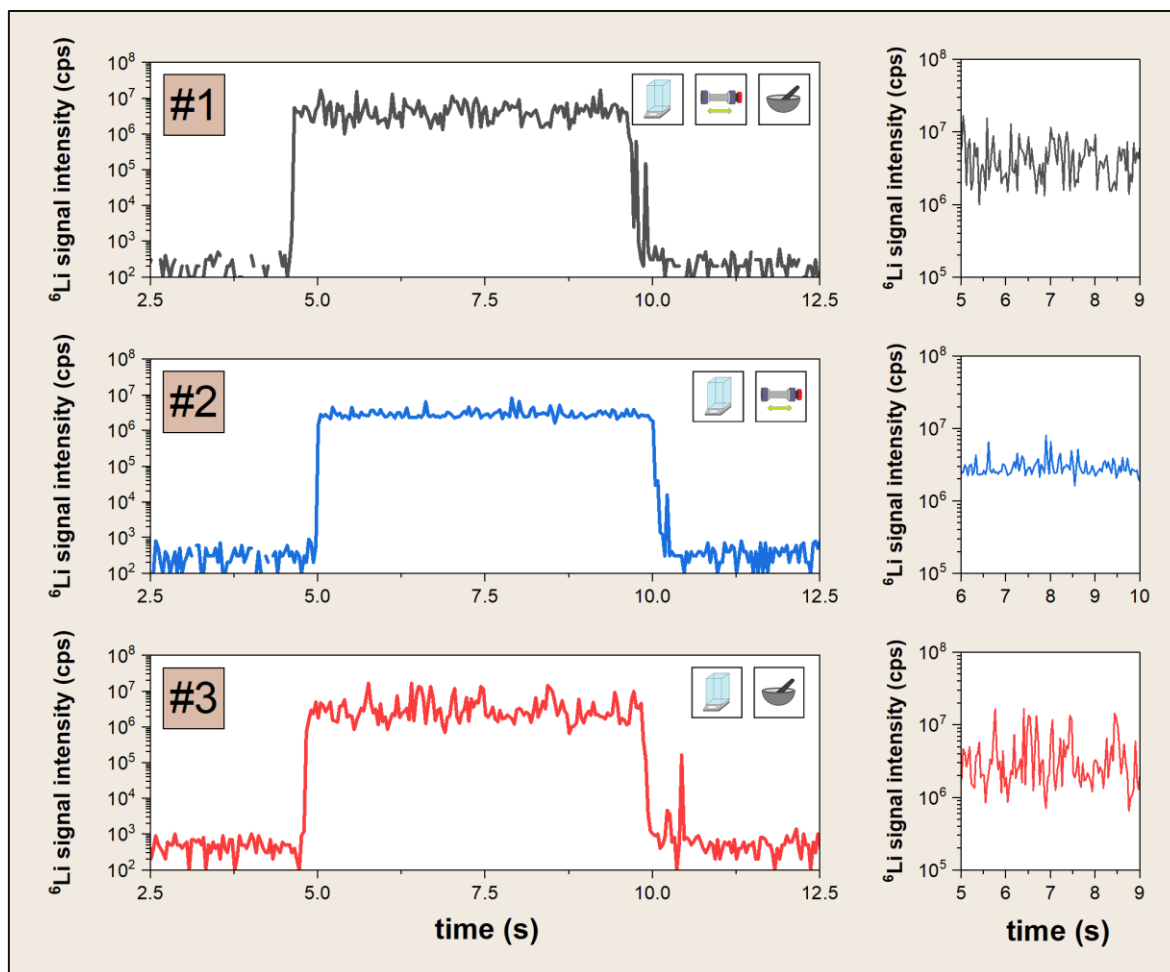 #1
⁶Li signal intensity (cps)
10⁸
10⁷
10⁶
10⁵
10⁴
10³
10²
2.5 5.0 7.5 10.0 12.5
⁶Li signal intensity (cps)
10⁸
10⁷
10⁶
10⁵
5 6 7 8 9
#2
⁶Li signal intensity (cps)
10⁸
10⁷
10⁶
10⁵
10⁴
10³
10²
2.5 5.0 7.5 10.0 12.5
⁶Li signal intensity (cps)
10⁸
10⁷
10⁶
10⁵
6 7 8 9 10
#3
⁶Li signal intensity (cps)
10⁸
10⁷
10⁶
10⁵
10⁴
10³
10²
2.5 5.0 7.5 10.0 12.5
time (s)
⁶Li signal intensity (cps)
10⁸
10⁷
10⁶
10⁵
5 6 7 8 9
time (s)